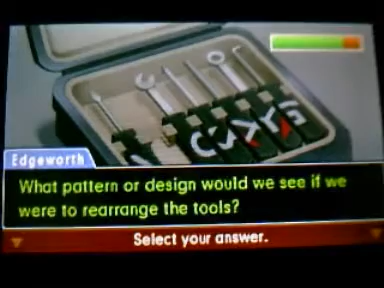 Edgeworth
What pattern or design would we see if we
were to rearrange the tools?
Select your answer.